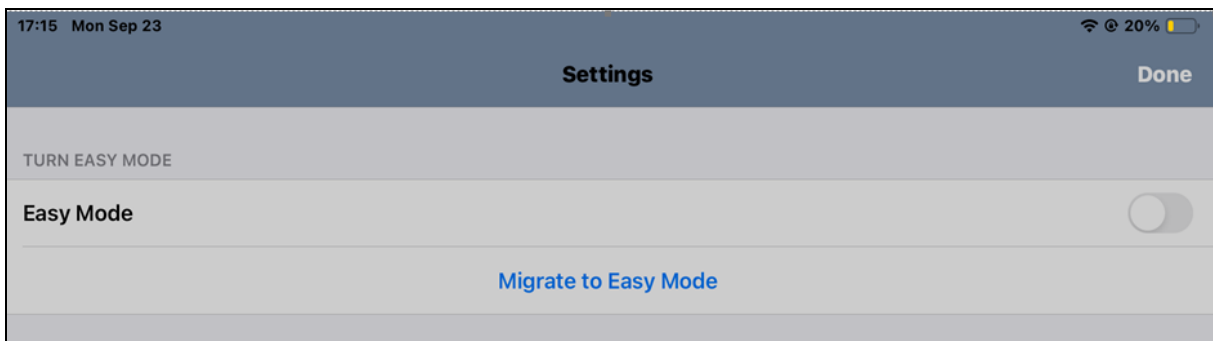 17:15 Mon Sep 23 20%
Settings Done
TURN EASY MODE
Easy Mode
Migrate to Easy Mode